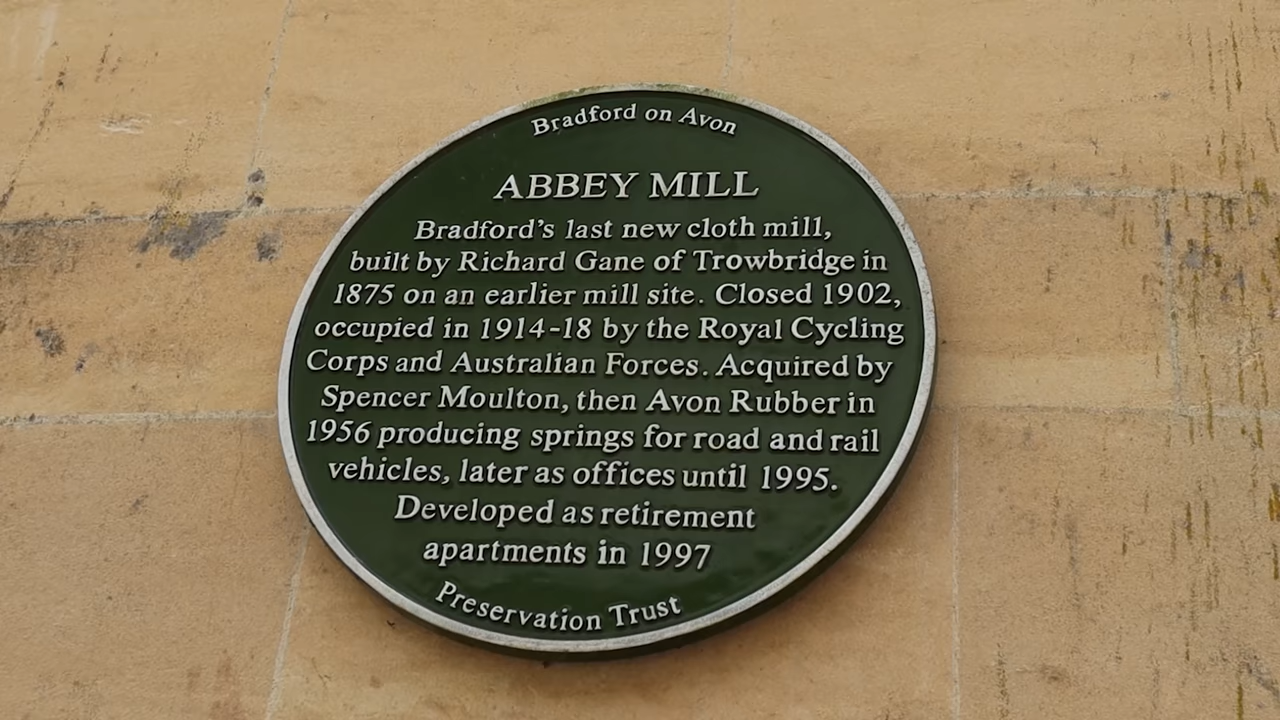 Bradford on Avon
ABBEY MILL
Bradford's last new cloth mill,
built by Richard Gane of Trowbridge in
1875 on an earlier mill site. Closed 1902,
occupied in 1914-18 by the Royal Cycling
Corps and Australian Forces. Acquired by
Spencer Moulton, then Avon Rubber in
1956 producing springs for road and rail
vehicles, later as offices until 1995.
Developed as retirement
apartments in 1997
Preservation Trust